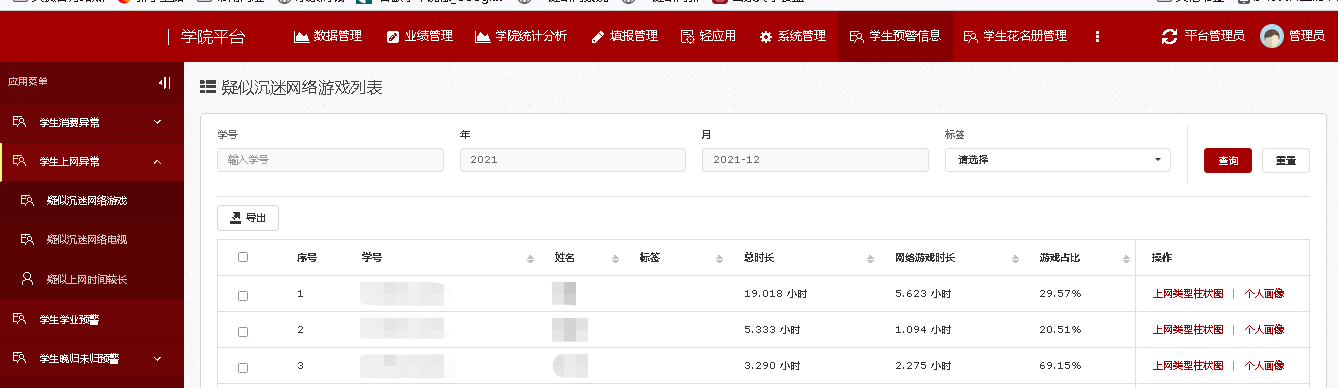 学院平台 数据管理 业绩管理 学院统计分析 填报管理 轻应用 系统管理 学生预警信息 学生花名册管理 平台管理员 管理员
应用菜单
学生消费异常
学生上网异常
疑似沉迷网络游戏
疑似沉迷网络电视
疑似上网时间较长
学生学业预警
学生晚归未归预警
疑似沉迷网络游戏列表
学号 年 月 标签
输入学号 2021 2021-12 请选择 查询 重置
导出
序号 学号 姓名 标签 总时长 网络游戏时长 游戏占比 操作
1 19.018 小时 5.623 小时 29.57% 上网类型柱状图 | 个人画像
2 5.333 小时 1.094 小时 20.51% 上网类型柱状图 | 个人画像
3 3.290 小时 2.275 小时 69.15% 上网类型柱状图 | 个人画像